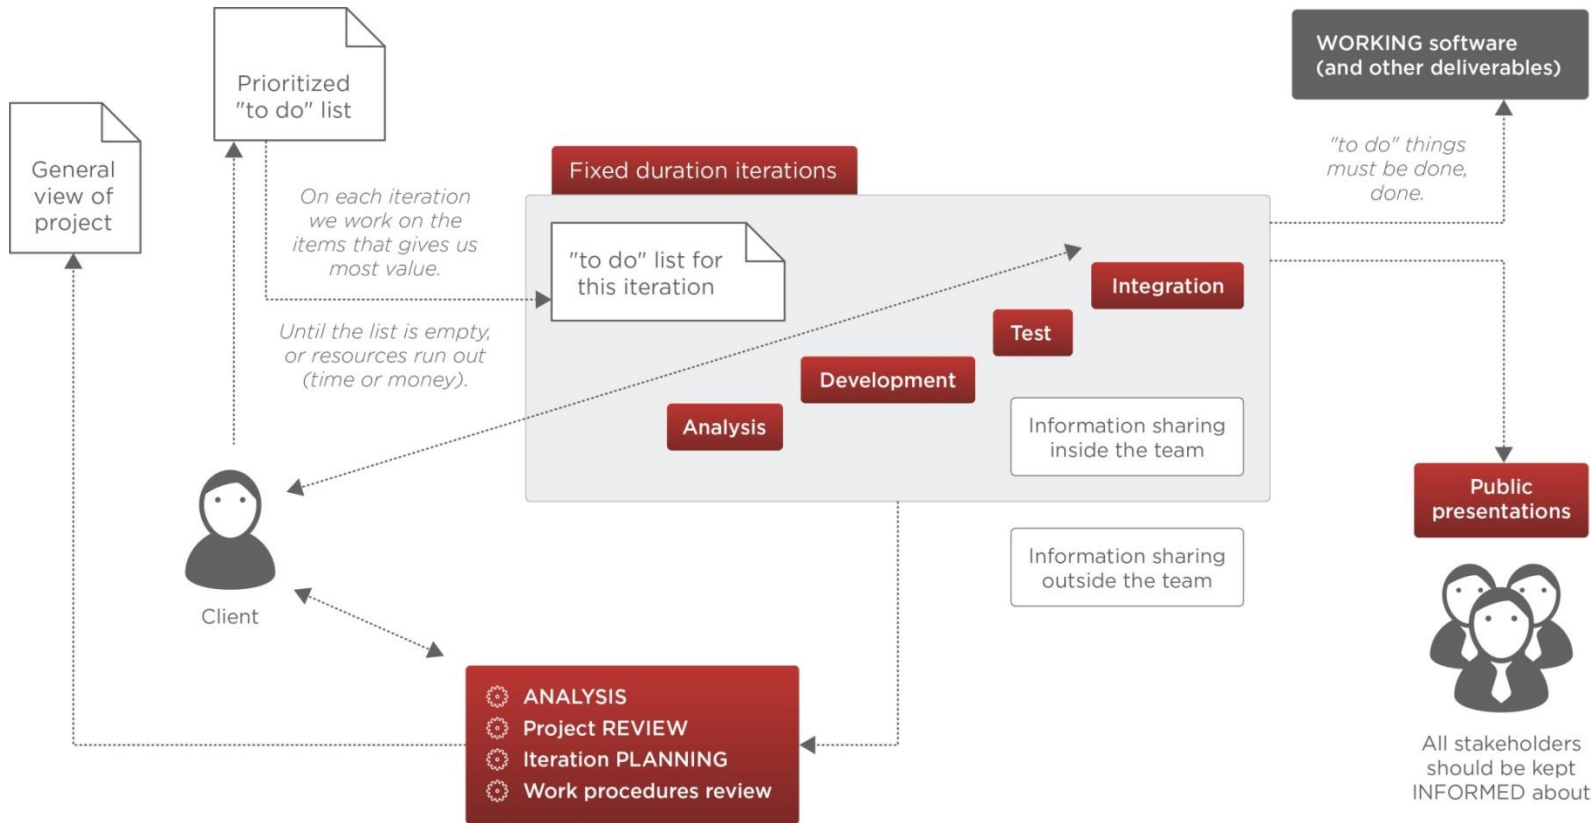 Prioritized
"to do" list
General
view of
project
On each iteration
we work on the
items that gives us
most value.
Until the list is empty,
or resources run out
(time or money).
Client
Fixed duration iterations
"to do" list for
this iteration
Analysis
Development
Test
Integration
Information sharing
inside the team
Information sharing
outside the team
ANALYSIS
Project REVIEW
Iteration PLANNING
Work procedures review
WORKING software
(and other deliverables)
"to do" things
must be done,
done.
Public
presentations
All stakeholders
should be kept
INFORMED about